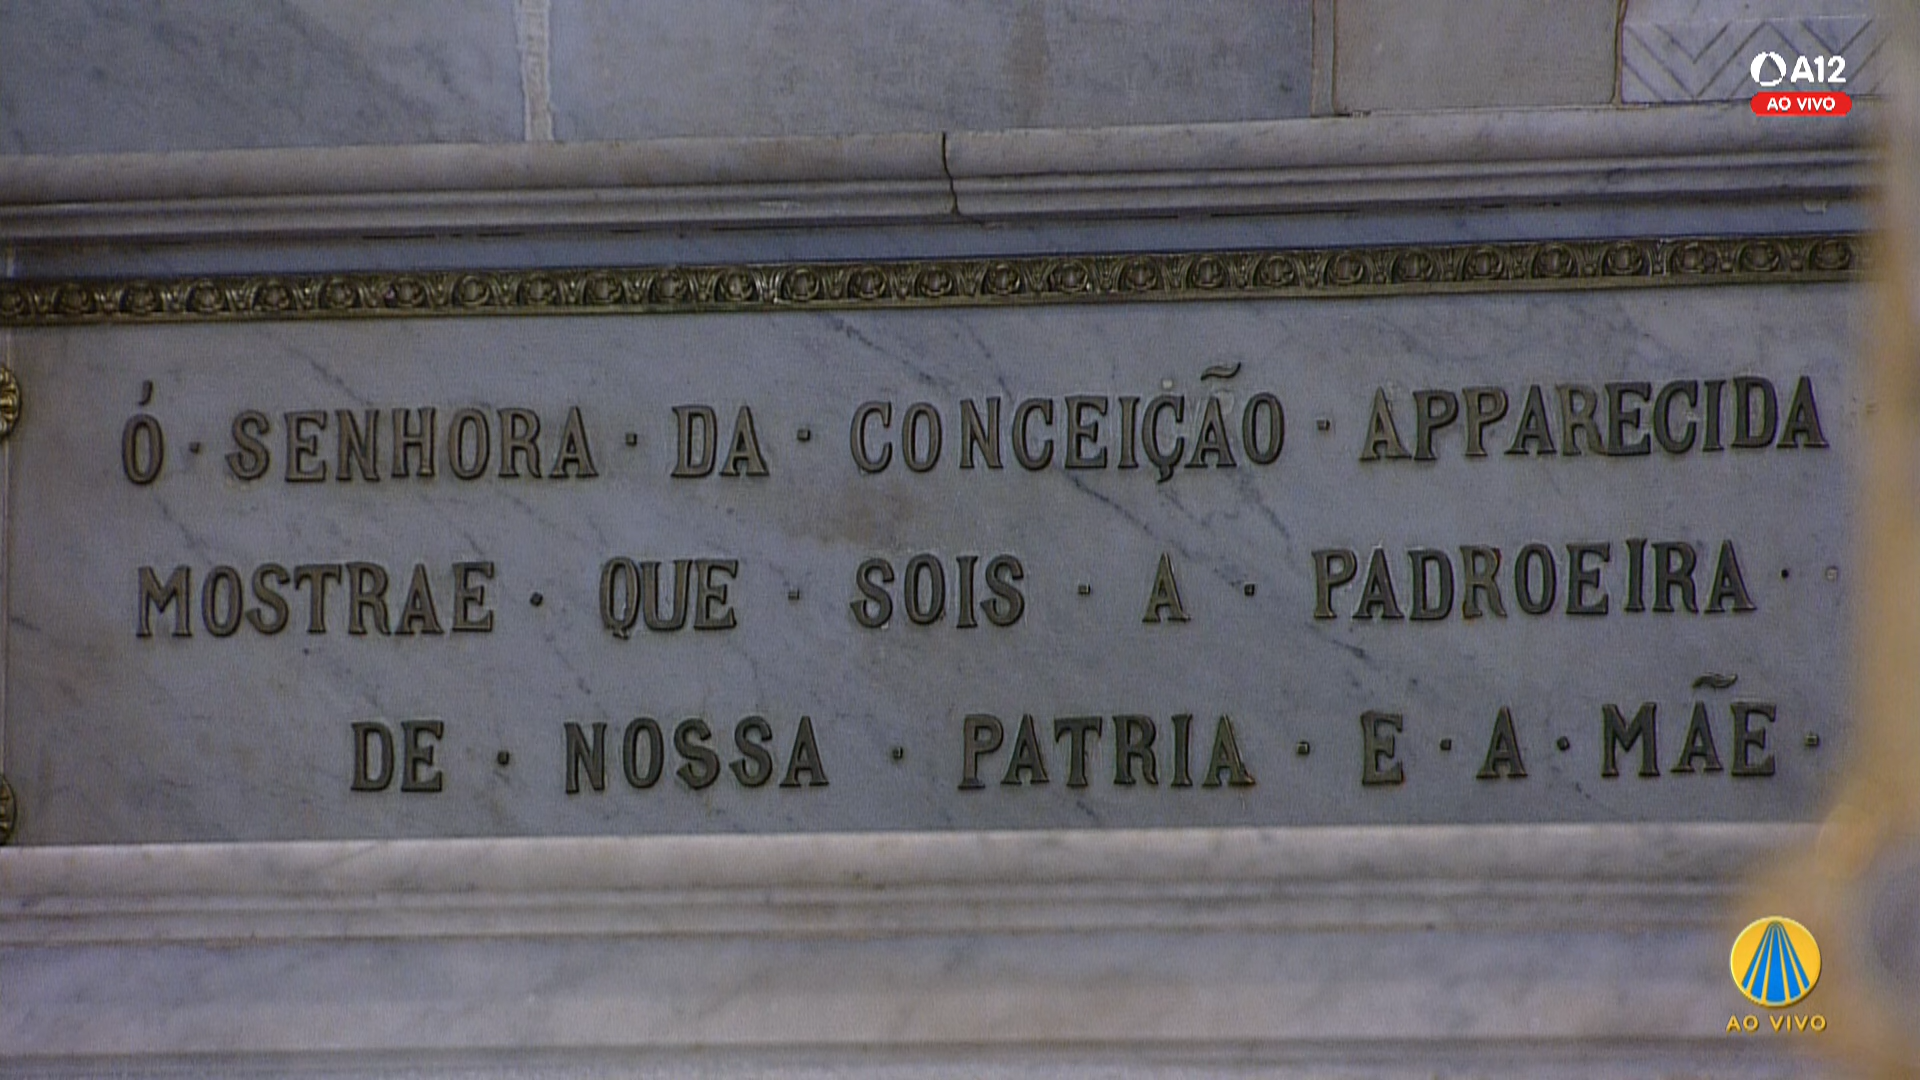 A12
AO VIVO
Ó · SENHORA · DA · CONCEIÇÃO · APPARECIDA
MOSTRAE · QUE · SOIS · A · PADROEIRA ·
DE · NOSSA · PATRIA · E · A · MÃE ·
AO VIVO